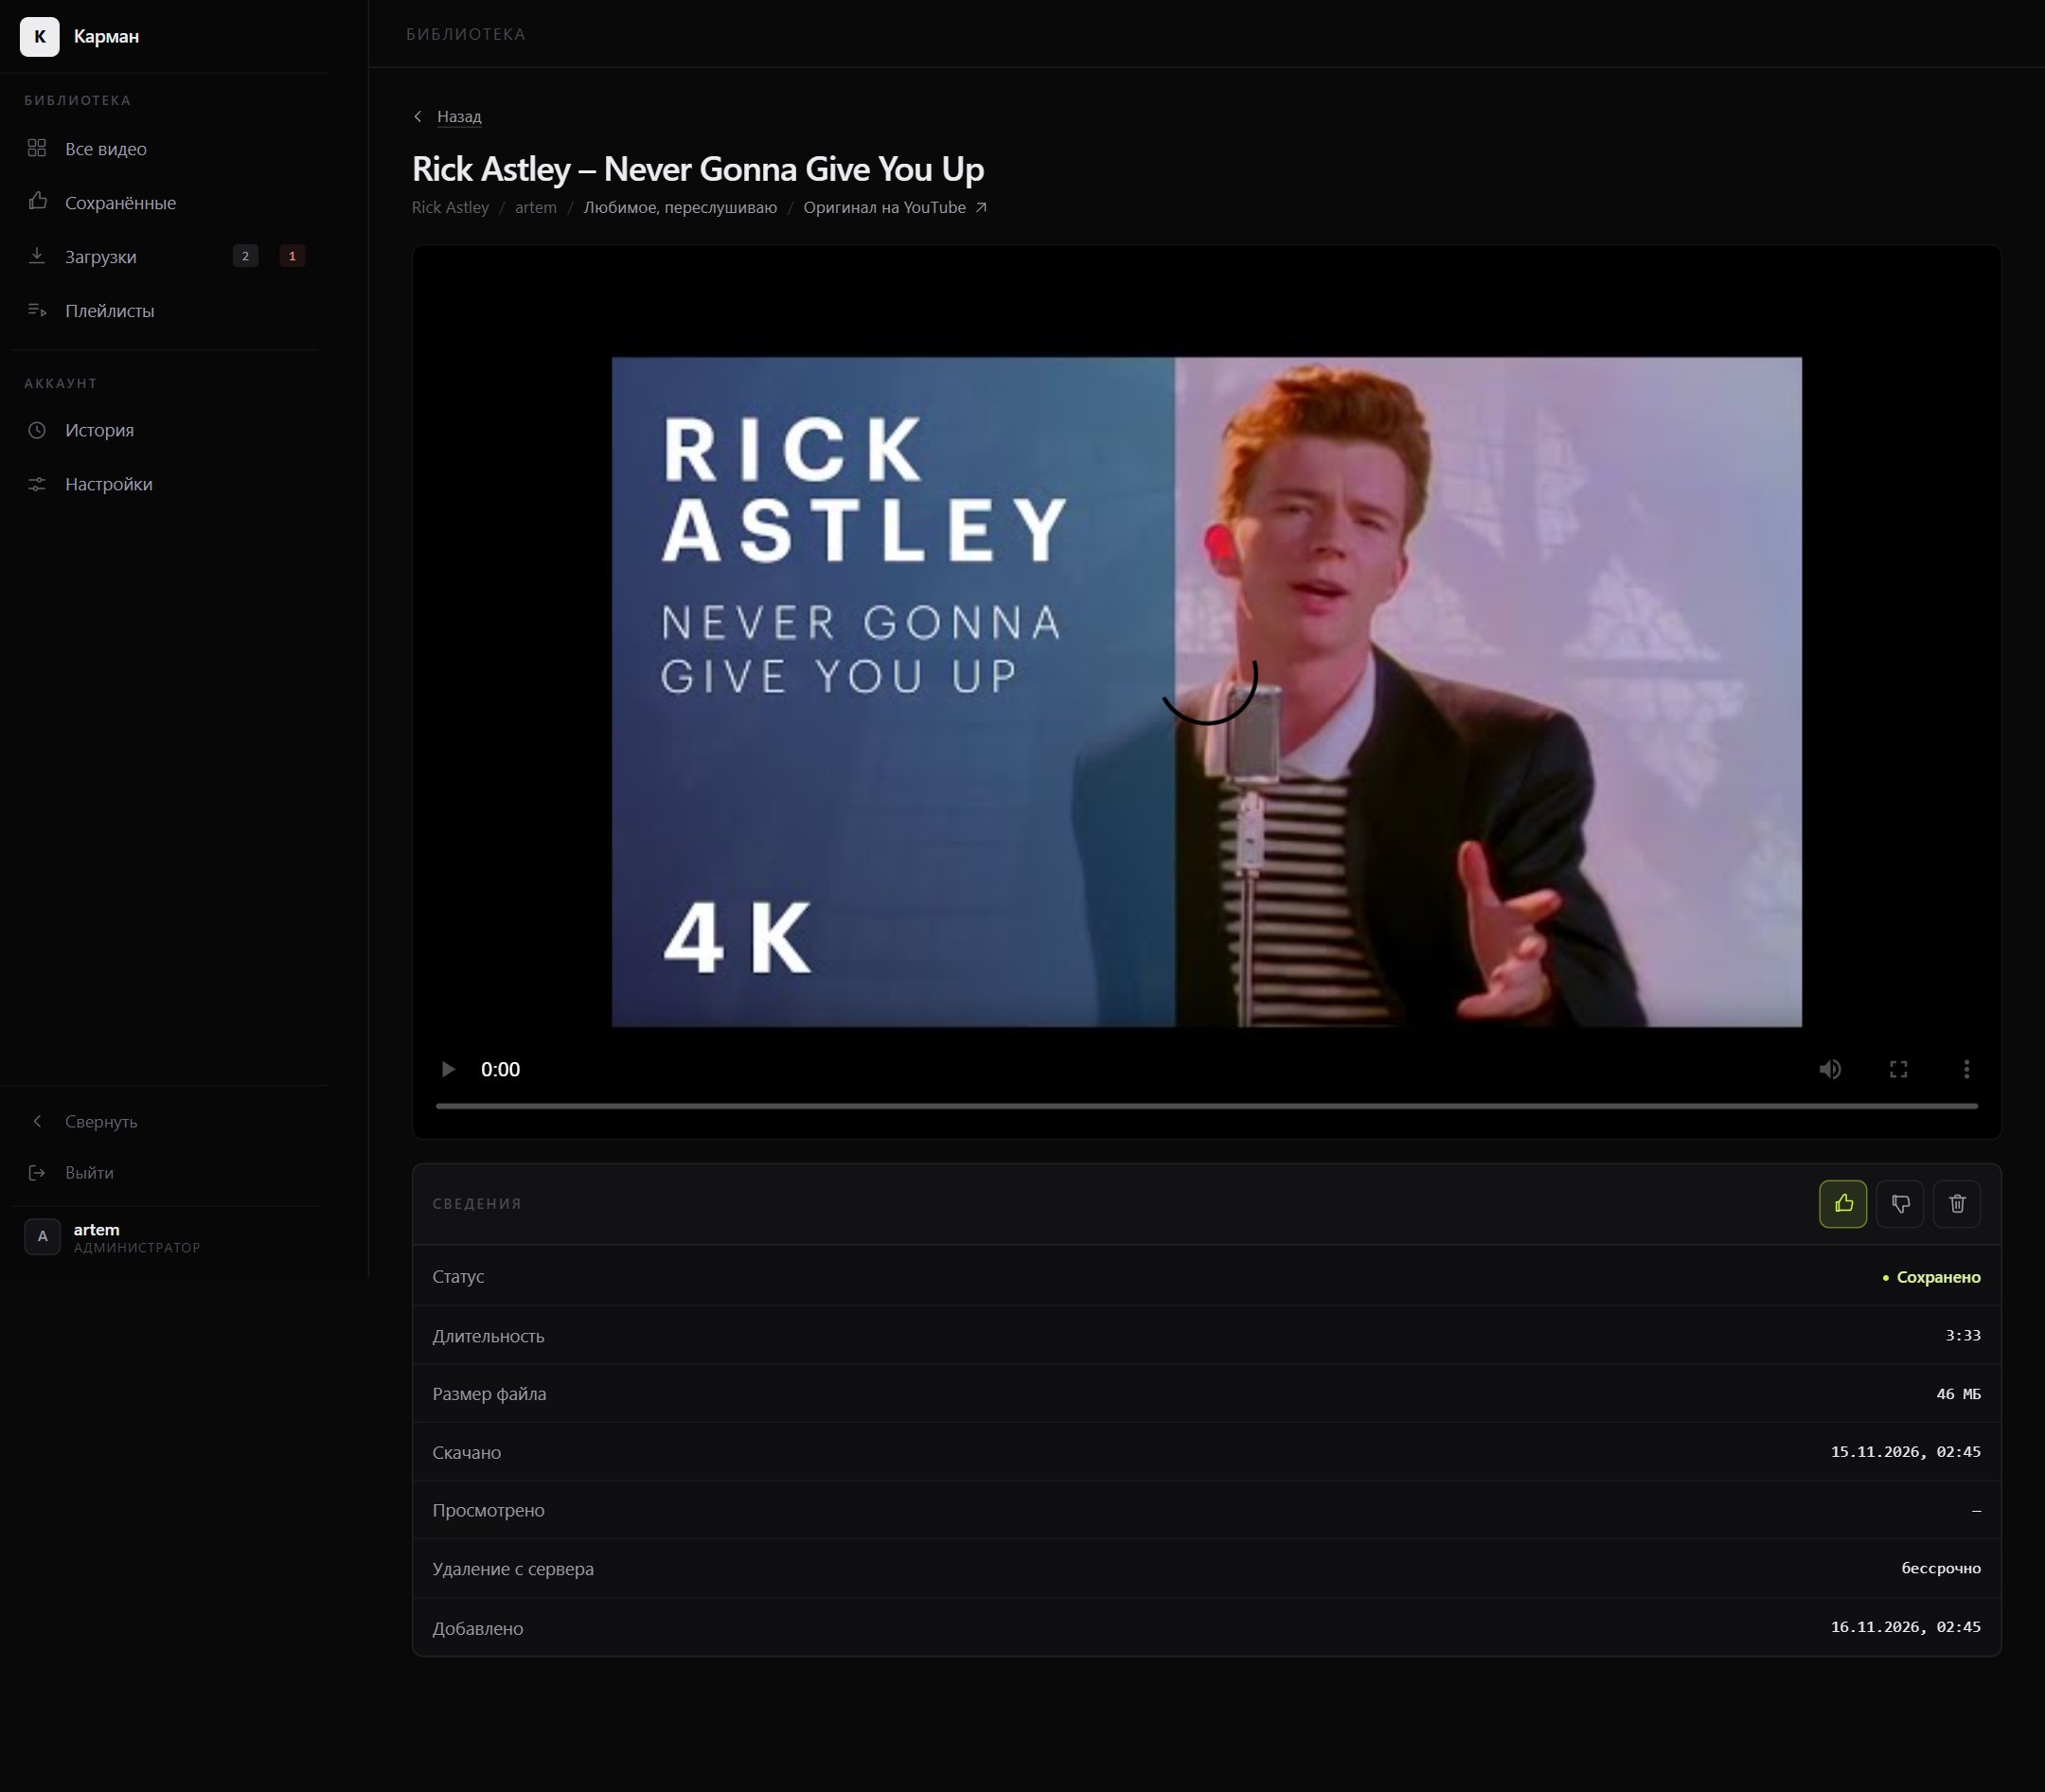 К Карман
БИБЛИОТЕКА
Все видео
Сохранённые
Загрузки 2 1
Плейлисты
АККАУНТ
История
Настройки
Свернуть
Выйти
A artem
АДМИНИСТРАТОР
БИБЛИОТЕКА
Назад
Rick Astley – Never Gonna Give You Up
Rick Astley / artem / Любимое, переслушиваю / Оригинал на YouTube
RICK
ASTLEY
NEVER GONNA
GIVE YOU UP
4K
0:00
СВЕДЕНИЯ
Статус Сохранено
Длительность 3:33
Размер файла 46 МБ
Скачано 15.11.2026, 02:45
Просмотрено —
Удаление с сервера бессрочно
Добавлено 16.11.2026, 02:45